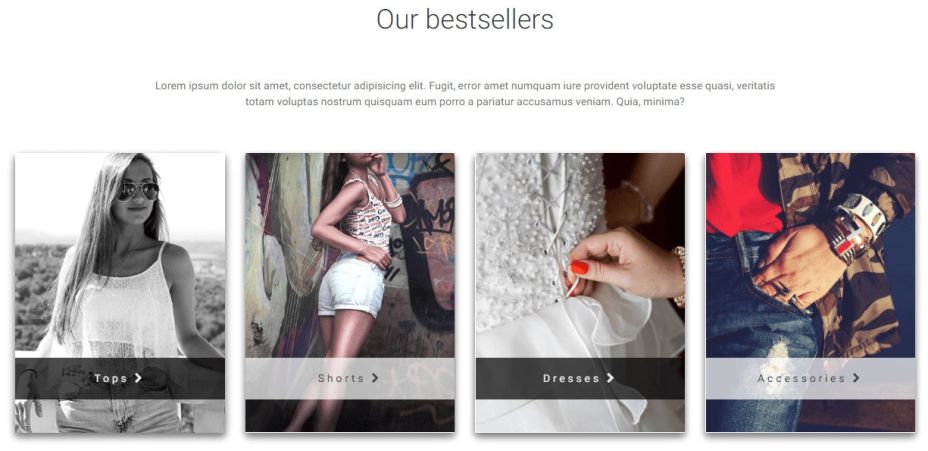 Our bestsellers
Lorem ipsum dolor sit amet, consectetur adipisicing elit. Fugit, error amet numquam iure provident voluptate esse quasi, veritatis
totam voluptas nostrum quisquam eum porro a pariatur accusamus veniam. Quia, minima?
Tops
Shorts
Dresses
Accessories